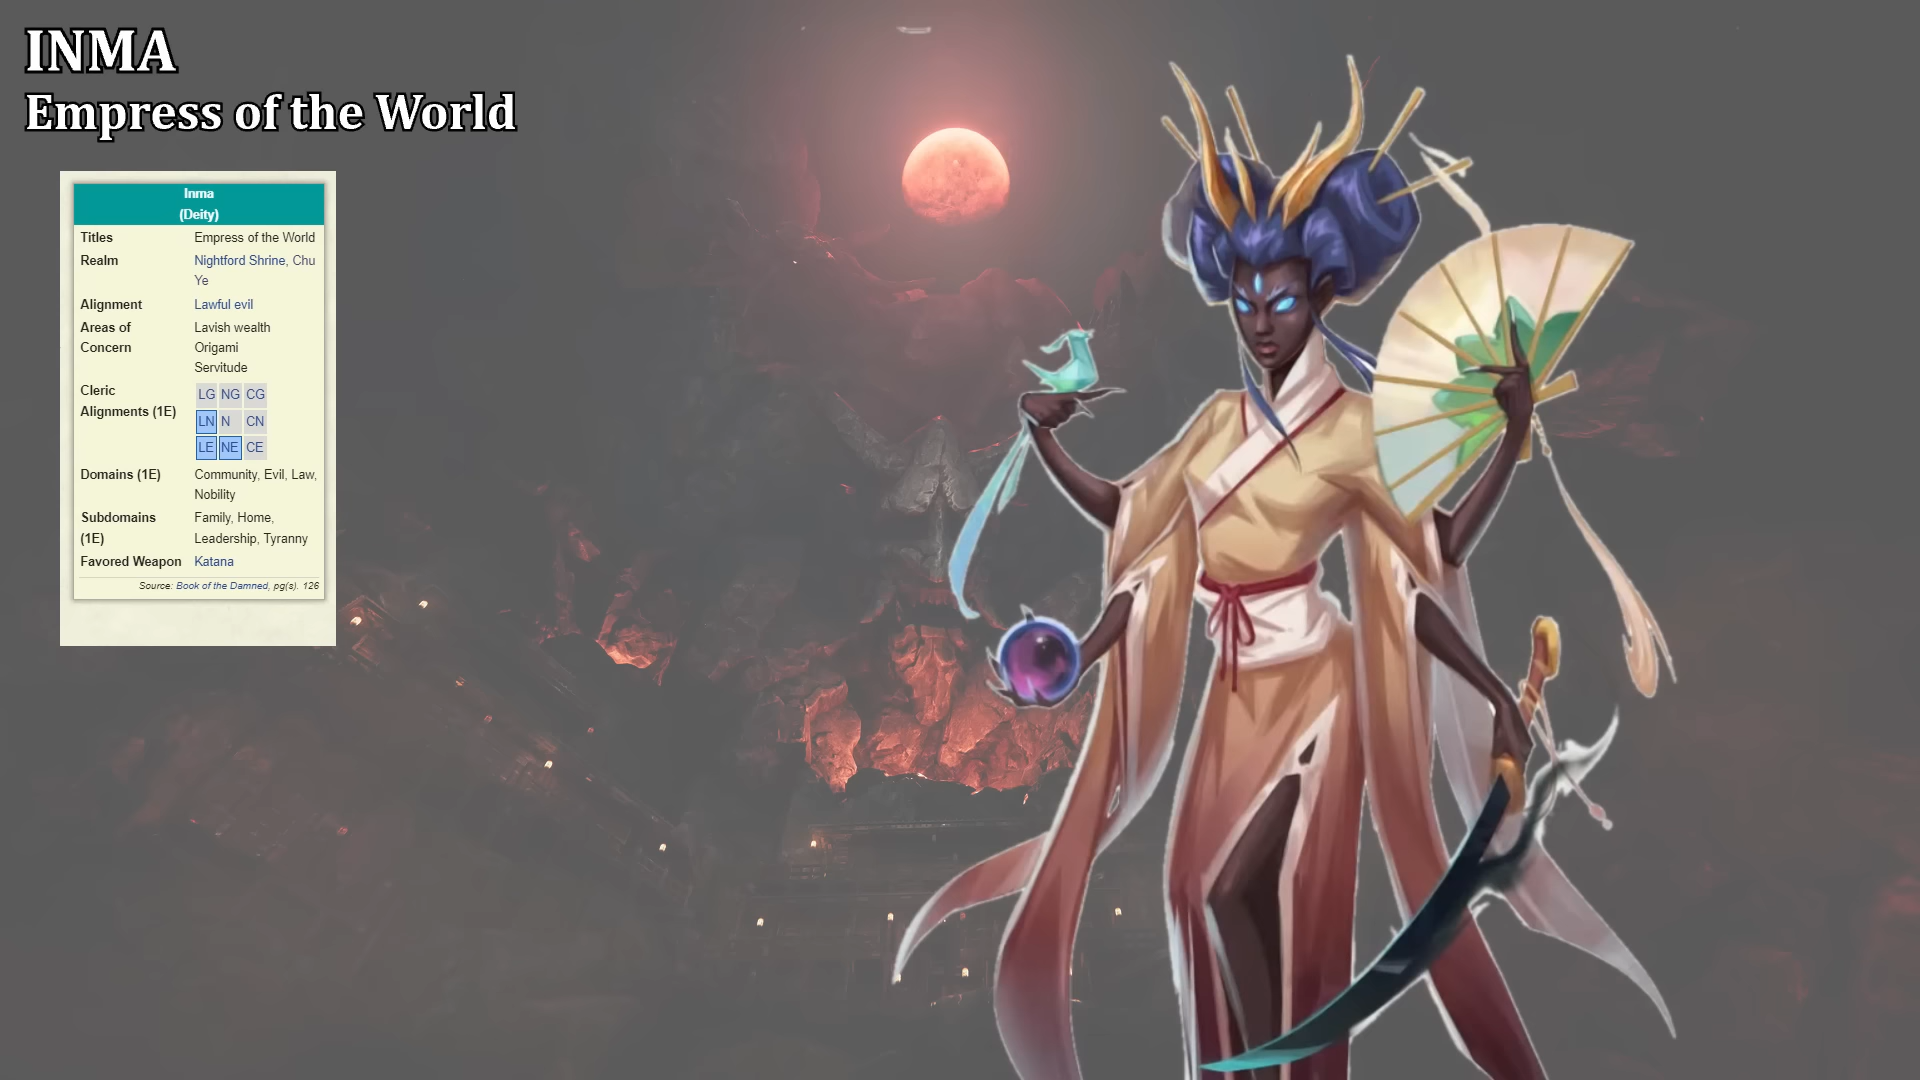 INMA
Empress of the World
Inma
(Deity)
Titles Empress of the World
Realm Nightford Shrine, Chu
Ye
Alignment Lawful evil
Areas of Lavish wealth
Concern Origami
Servitude
Cleric LG NG CG
Alignments (1E)
LN N CN
LE NE CE
Domains (1E) Community, Evil, Law,
Nobility
Subdomains Family, Home,
(1E) Leadership, Tyranny
Favored Weapon Katana
Source: Book of the Damned, pg(s). 126